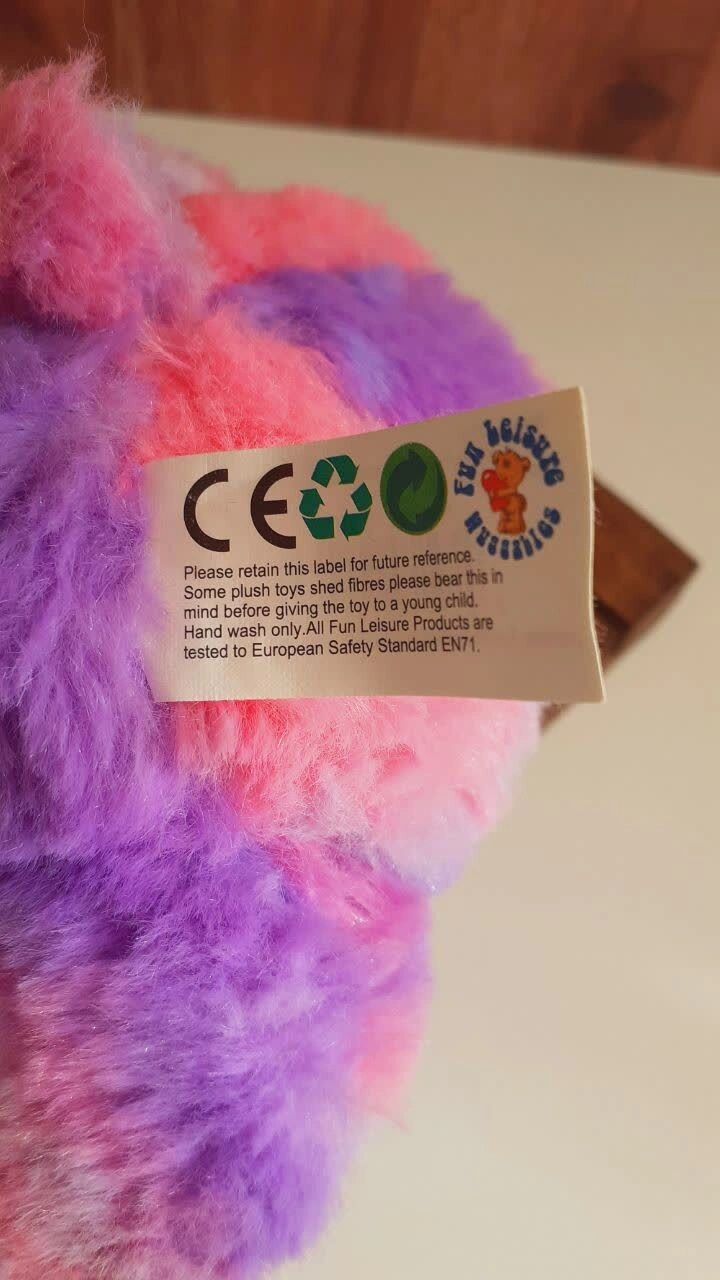 CE
Fun Leisure
Huggables
Please retain this label for future reference.
Some plush toys shed fibres please bear this in
mind before giving the toy to a young child.
Hand wash only.All Fun Leisure Products are
tested to European Safety Standard EN71.